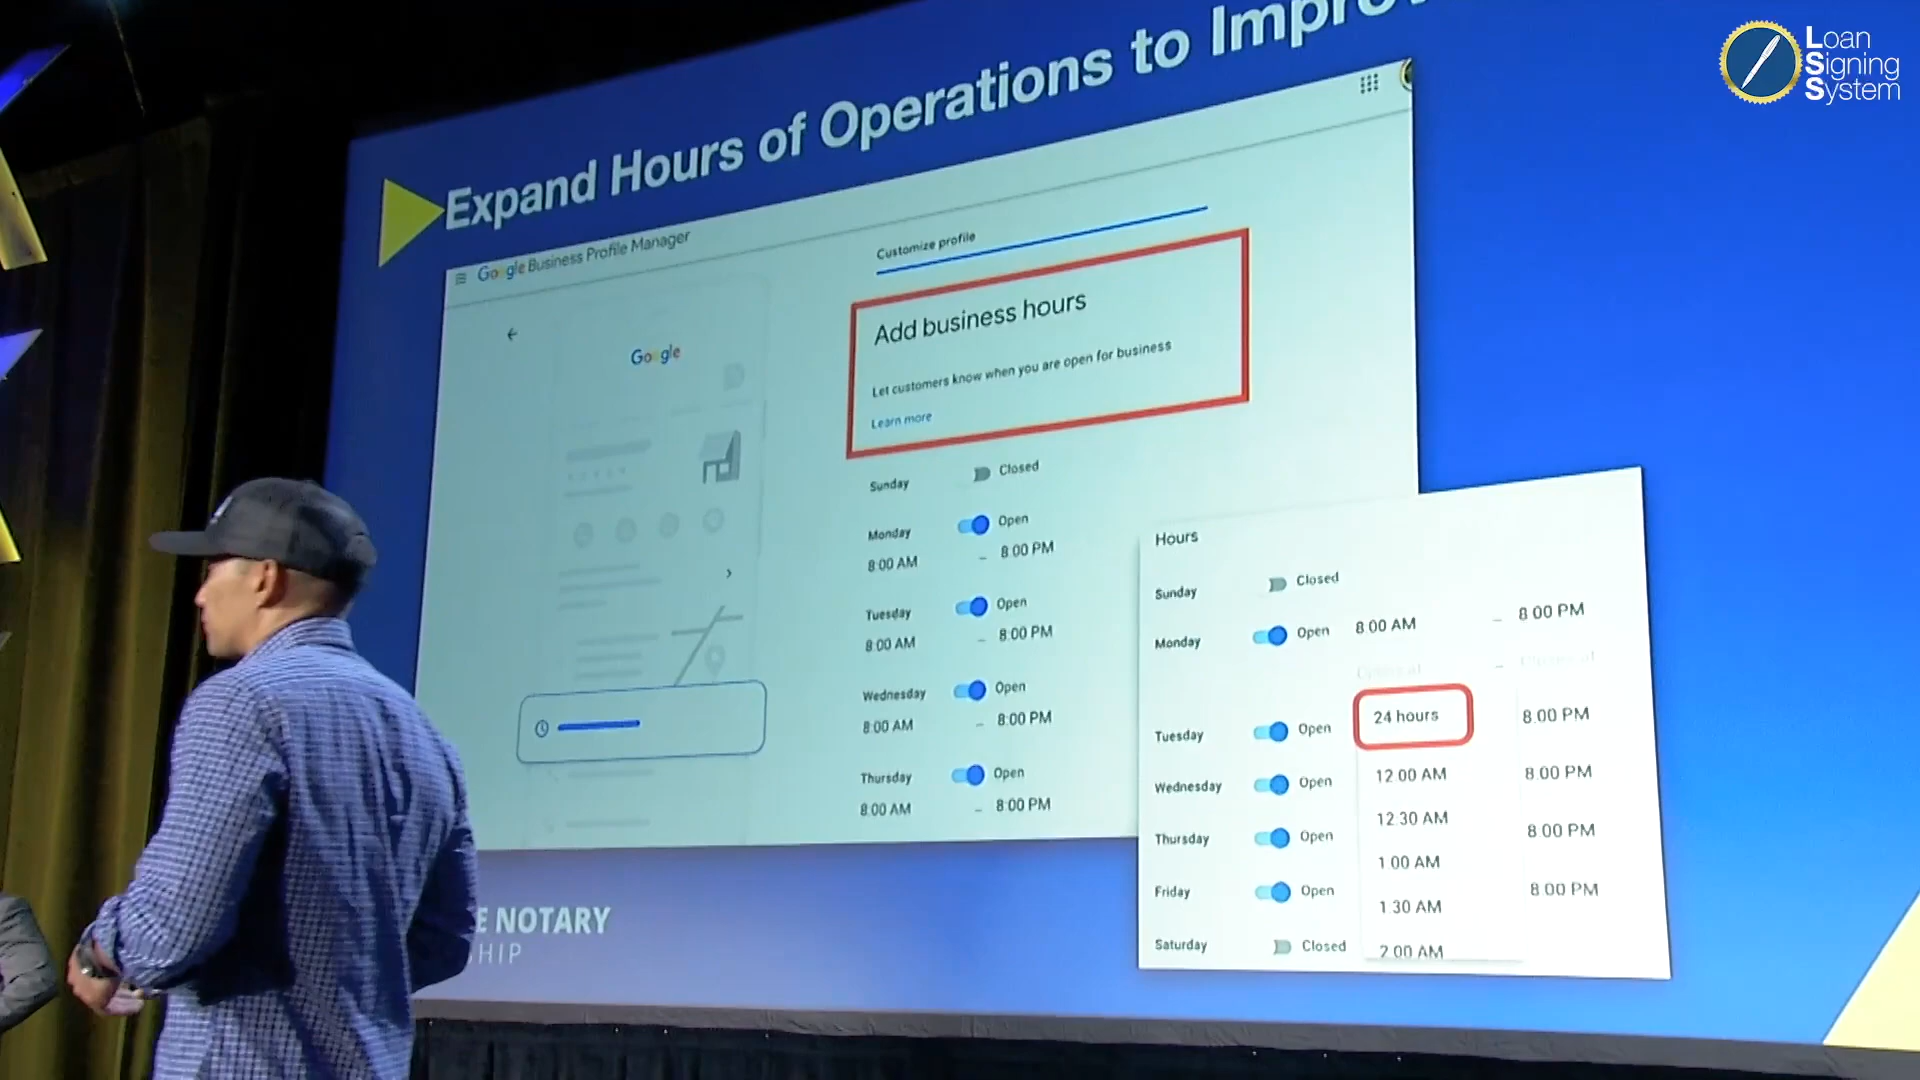 Loan
Signing
System
Expand Hours of Operations to
Google Business Profile Manager
Customize profile
Google
Add business hours
Let customers know when you are open for business
Learn more
Sunday Closed
Monday Open
8:00 AM – 8:00 PM
Tuesday Open
8:00 AM – 8:00 PM
Wednesday Open
8:00 AM – 8:00 PM
Thursday Open
8:00 AM – 8:00 PM
Hours
Sunday Closed
Monday Open 8:00 AM – 8:00 PM
24 hours
Tuesday Open 8:00 PM
12:00 AM
Wednesday Open 8:00 PM
12:30 AM
Thursday Open 8:00 PM
1:00 AM
Friday Open 8:00 PM
1:30 AM
Saturday Closed
2:00 AM
NOTARY